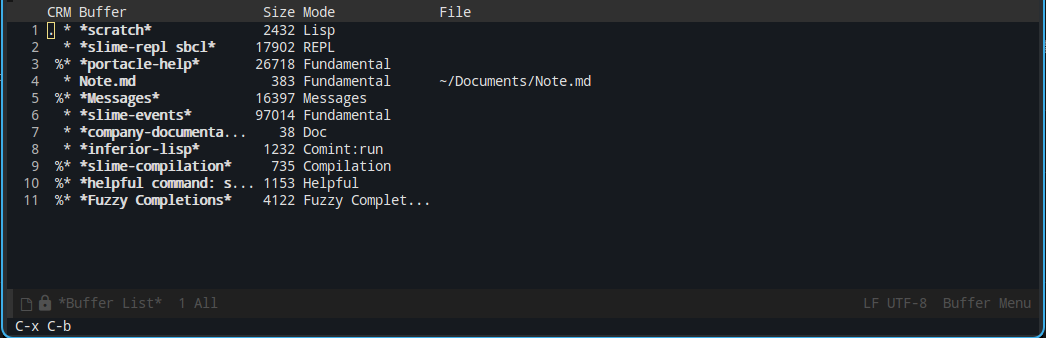 CRM Buffer Size Mode File
1 . * *scratch* 2432 Lisp
2 * *slime-repl sbcl* 17902 REPL
3 %* *portacle-help* 26718 Fundamental
4 * Note.md 383 Fundamental ~/Documents/Note.md
5 %* *Messages* 16397 Messages
6 * *slime-events* 97014 Fundamental
7 * *company-documenta... 38 Doc
8 * *inferior-lisp* 1232 Comint:run
9 %* *slime-compilation* 735 Compilation
10 %* *helpful command: s... 1153 Helpful
11 %* *Fuzzy Completions* 4122 Fuzzy Complet...
*Buffer List* 1 All LF UTF-8 Buffer Menu
C-x C-b